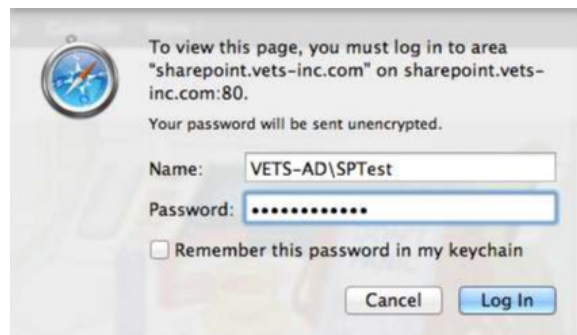 To view this page, you must log in to area
"sharepoint.vets-inc.com" on sharepoint.vets-
inc.com:80.
Your password will be sent unencrypted.
Name: VETS-AD\SPTest
Password: ••••••••••••
Remember this password in my keychain
Cancel Log In